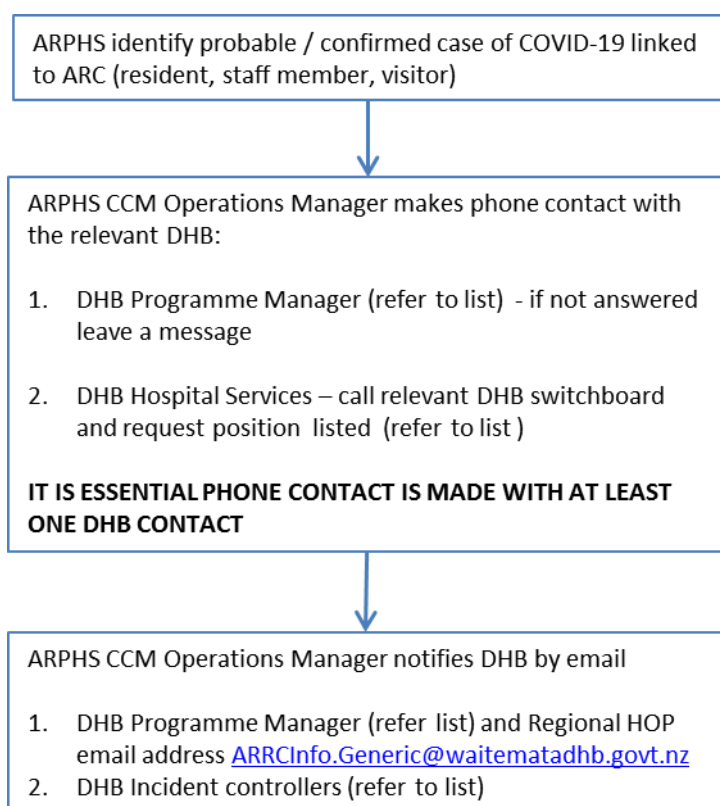 ARPHS identify probable / confirmed case of COVID-19 linked
to ARC (resident, staff member, visitor)
ARPHS CCM Operations Manager makes phone contact with
the relevant DHB:
1. DHB Programme Manager (refer to list) - if not answered
leave a message
2. DHB Hospital Services – call relevant DHB switchboard
and request position listed (refer to list )
IT IS ESSENTIAL PHONE CONTACT IS MADE WITH AT LEAST
ONE DHB CONTACT
ARPHS CCM Operations Manager notifies DHB by email
1. DHB Programme Manager (refer list) and Regional HOP
email address ARRCInfo.Generic@waitematadhb.govt.nz
2. DHB Incident controllers (refer to list)